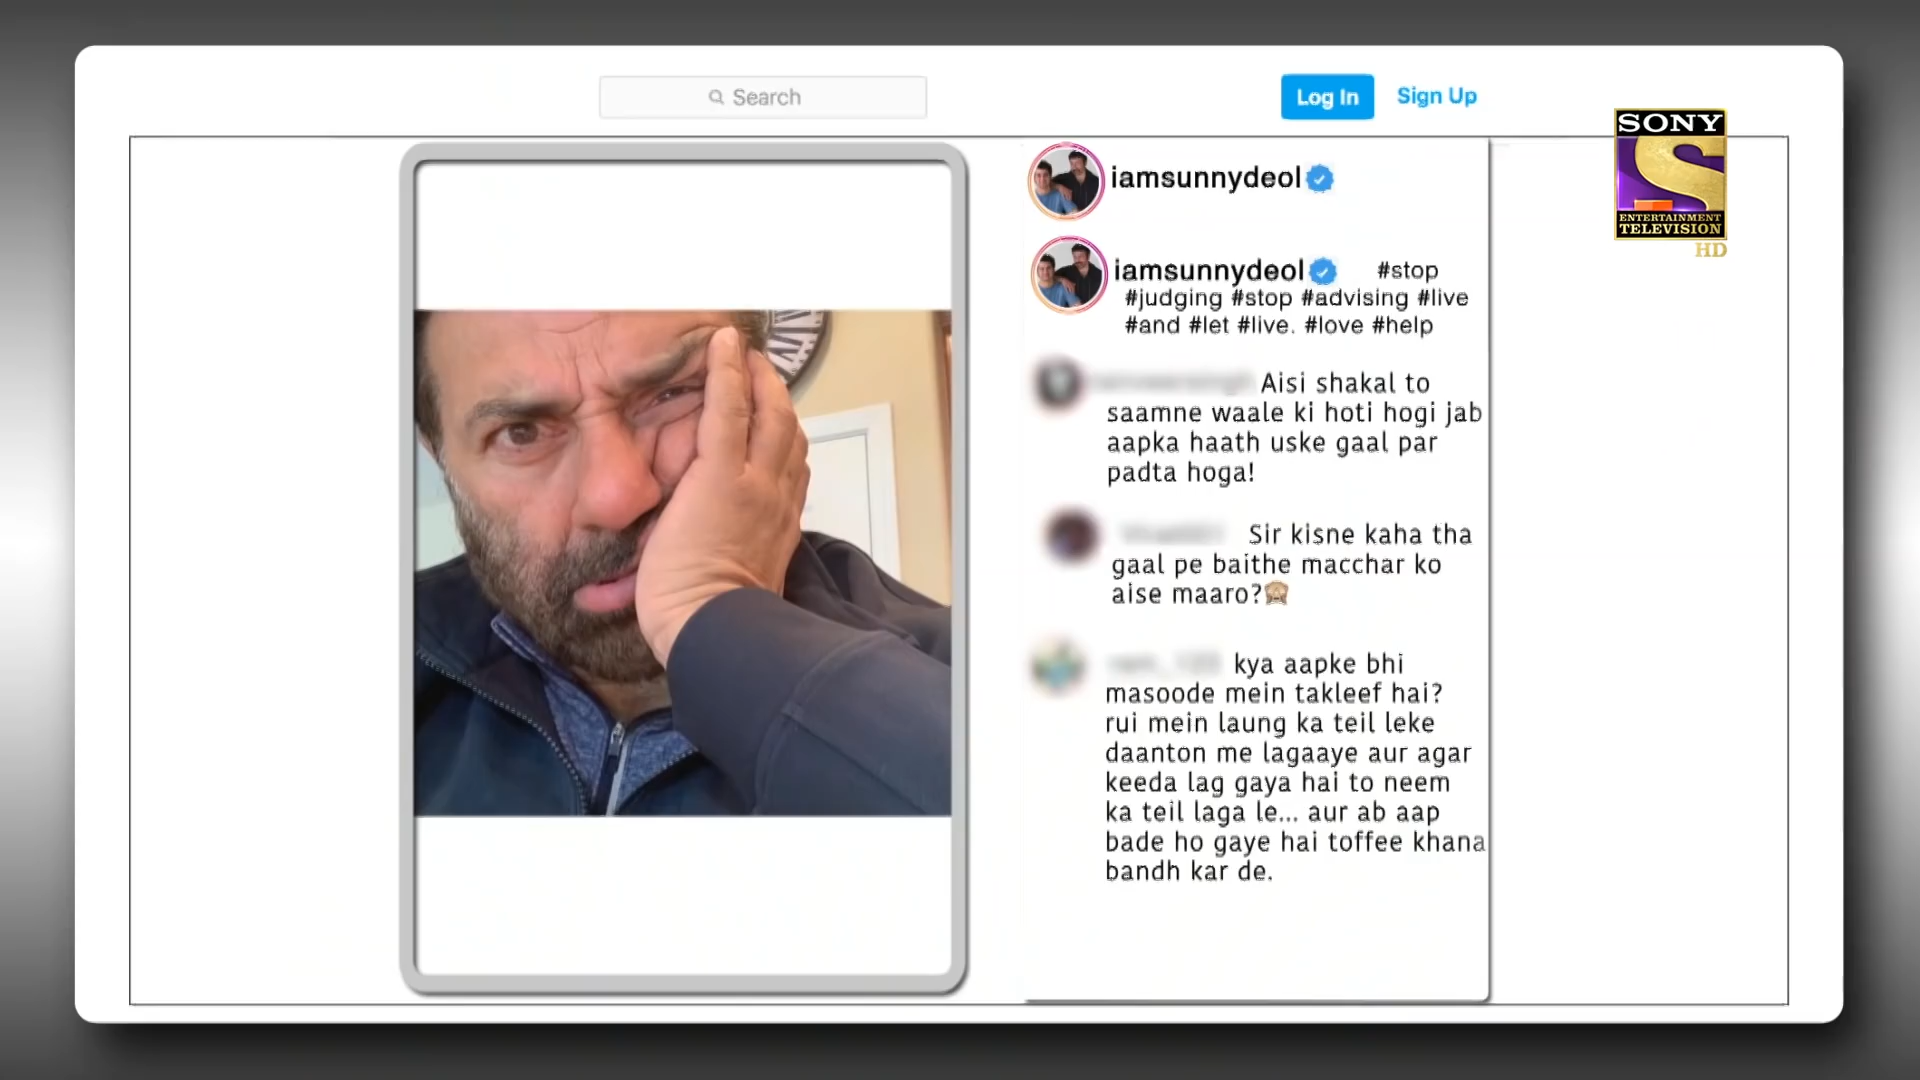 Search
Log In
Sign Up
SONY
ENTERTAINMENT
TELEVISION
HD
iamsunnydeol
iamsunnydeol #stop
#judging #stop #advising #live
#and #let #live. #love #help
Aisi shakal to
saamne waale ki hoti hogi jab
aapka haath uske gaal par
padta hoga!
Sir kisne kaha tha
gaal pe baithe macchar ko
aise maaro?🙈
kya aapke bhi
masoode mein takleef hai?
rui mein laung ka teil leke
daanton me lagaaye aur agar
keeda lag gaya hai to neem
ka teil laga le... aur ab aap
bade ho gaye hai toffee khana
bandh kar de.